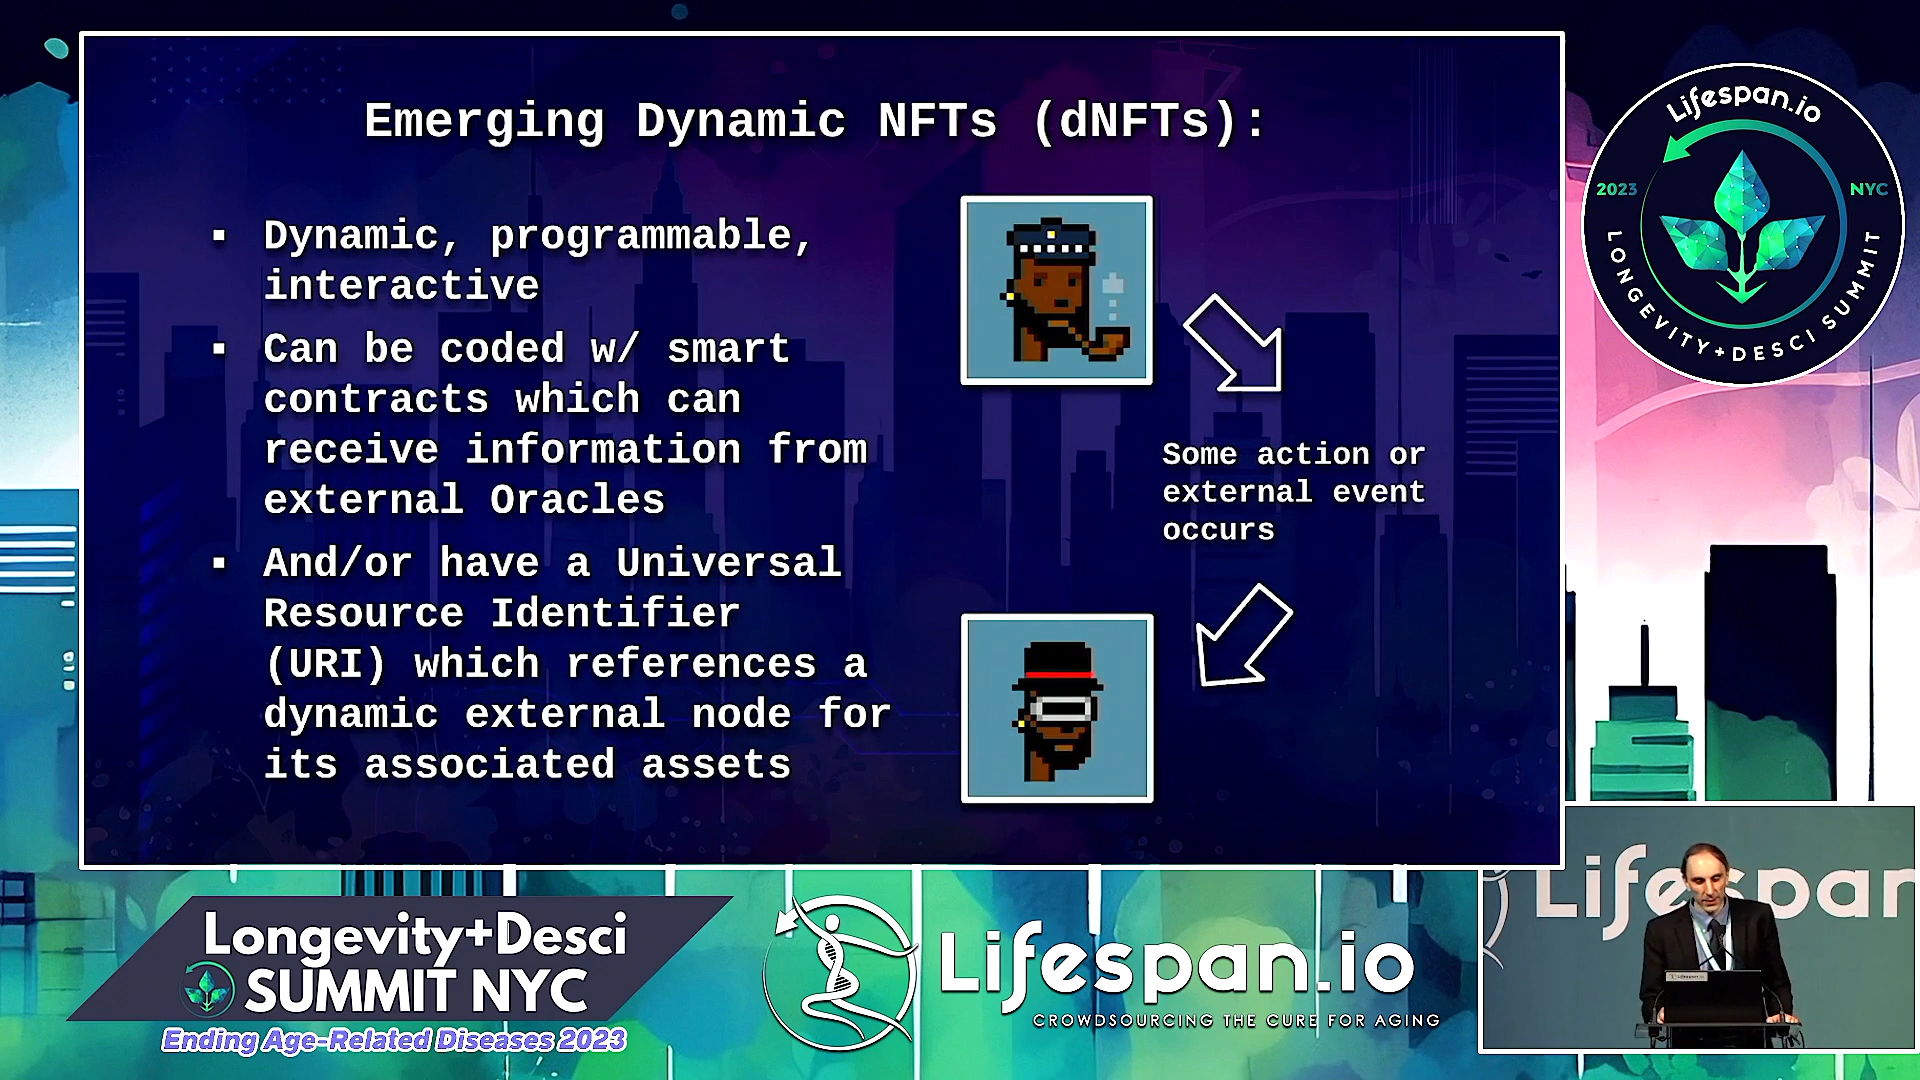 Emerging Dynamic NFTs (dNFTs):
▪ Dynamic, programmable,
interactive
▪ Can be coded w/ smart
contracts which can
receive information from
external Oracles
▪ And/or have a Universal
Resource Identifier
(URI) which references a
dynamic external node for
its associated assets
Some action or
external event
occurs
Lifespan.io
2023
NYC
LONGEVITY+DESCI SUMMIT
Longevity+Desci
SUMMIT NYC
Ending Age-Related Diseases 2023
Lifespan.io
CROWDSOURCING THE CURE FOR AGING
Lifespan